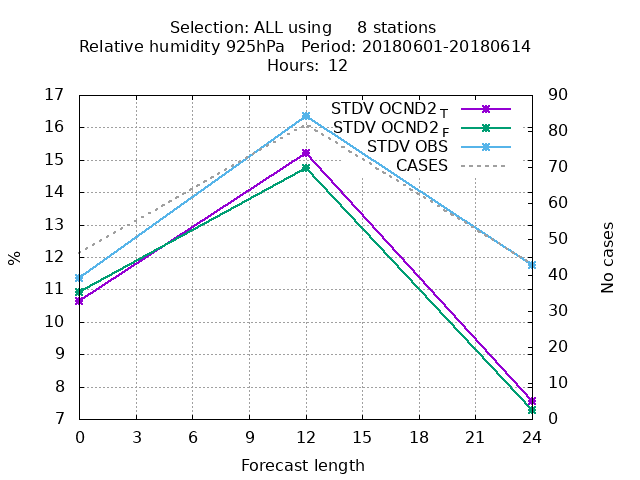 Selection: ALL using     8 stations
Relative humidity 925hPa   Period: 20180601-20180614
Hours: 12
STDV OCND2 T
STDV OCND2 F
STDV OBS
CASES
17
16
15
14
13
12
11
10
9
8
7
%
90
80
70
60
50
40
30
20
10
0
No cases
0 3 6 9 12 15 18 21 24
Forecast length